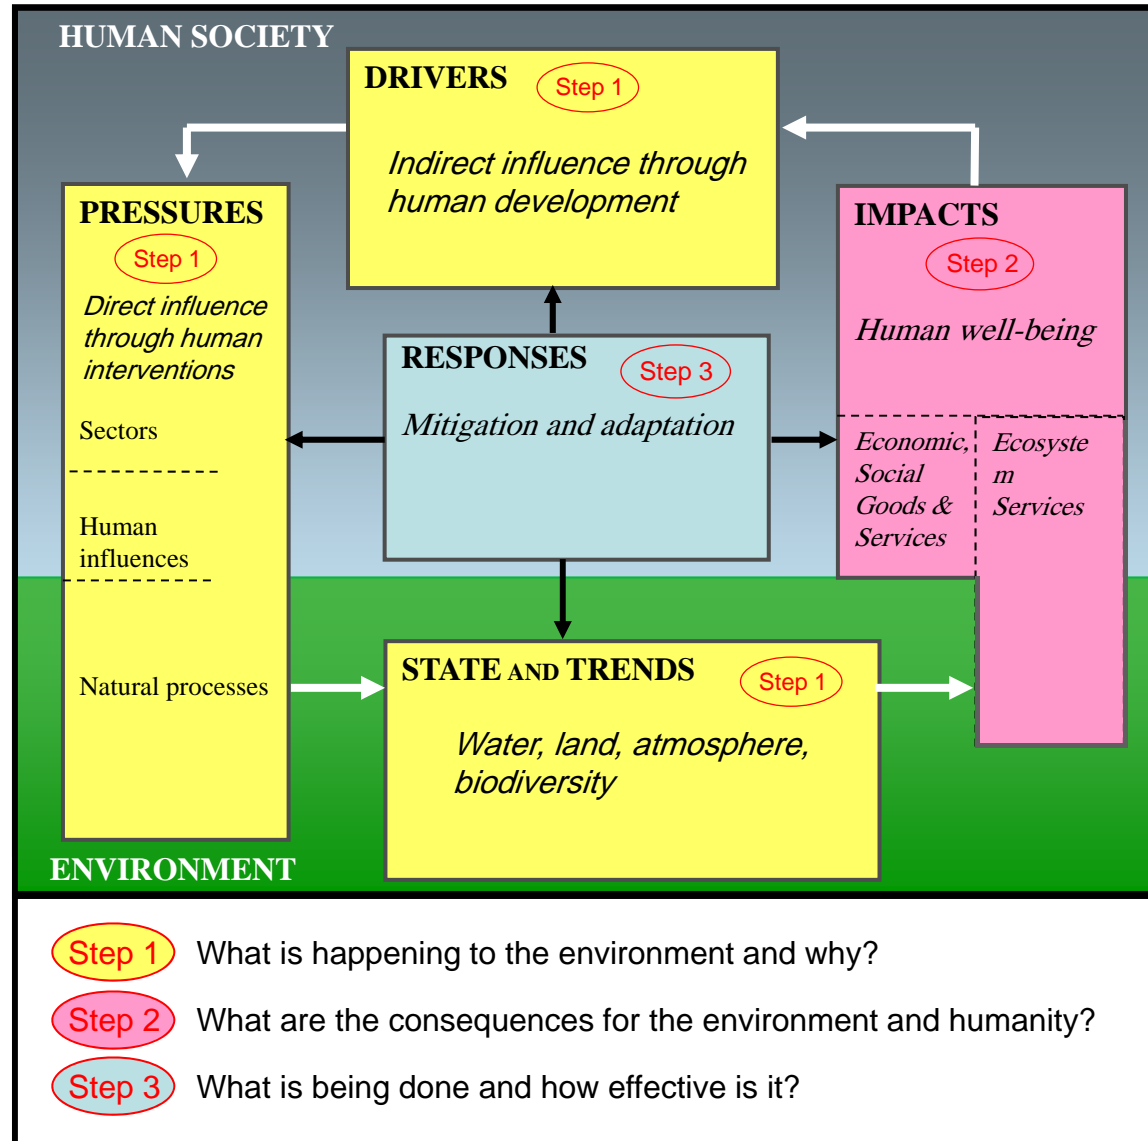 HUMAN SOCIETY
DRIVERS
Step 1
Indirect influence through
human development
PRESSURES
Step 1
Direct influence
through human
interventions
Sectors
Human
influences
Natural processes
IMPACTS
Step 2
Human well-being
Economic,
Social
Goods &
Services
Ecosyste
m
Services
RESPONSES
Step 3
Mitigation and adaptation
STATE AND TRENDS
Step 1
Water, land, atmosphere,
biodiversity
ENVIRONMENT
Step 1 What is happening to the environment and why?
Step 2 What are the consequences for the environment and humanity?
Step 3 What is being done and how effective is it?